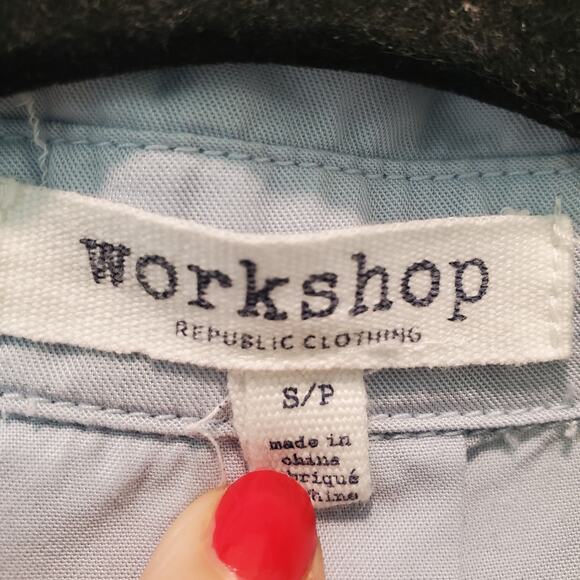 workshop
REPUBLIC CLOTHING
S/P
made in
china